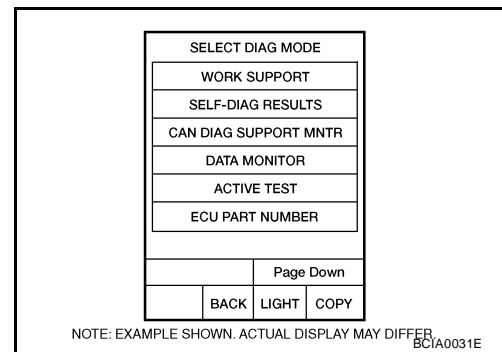 SELECT DIAG MODE
WORK SUPPORT
SELF-DIAG RESULTS
CAN DIAG SUPPORT MNTR
DATA MONITOR
ACTIVE TEST
ECU PART NUMBER
Page Down
BACK LIGHT COPY
NOTE: EXAMPLE SHOWN. ACTUAL DISPLAY MAY DIFFER.
BCIA0031E